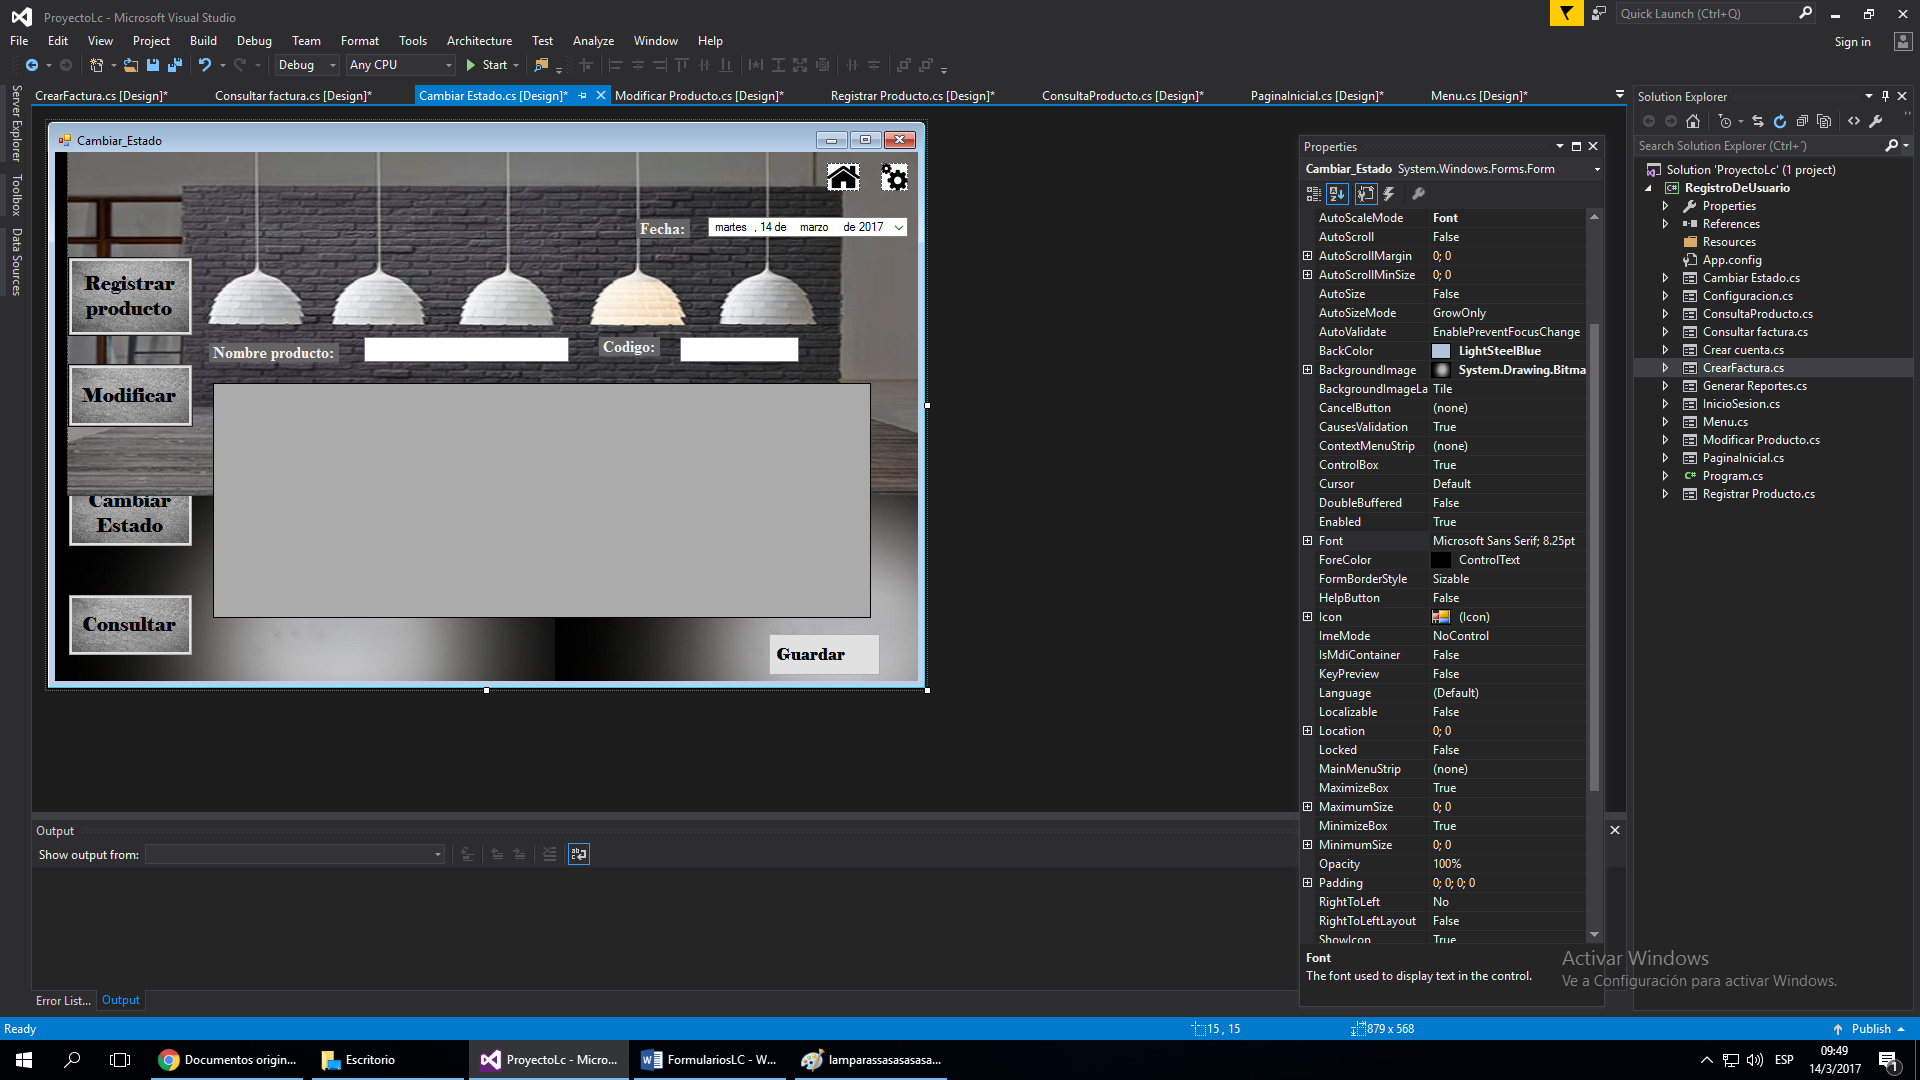 ProyectoLc - Microsoft Visual Studio
Quick Launch (Ctrl+Q)
File Edit View Project Build Debug Team Format Tools Architecture Test Analyze Window Help
Sign in
Debug Any CPU Start
CrearFactura.cs [Design]* Consultar factura.cs [Design]* Cambiar Estado.cs [Design]* Modificar Producto.cs [Design]* Registrar Producto.cs [Design]* ConsultaProducto.cs [Design]* PaginaInicial.cs [Design]* Menu.cs [Design]*
Server Explorer
Toolbox
Data Sources
Cambiar_Estado
Fecha: martes , 14 de marzo de 2017
Registrar
producto
Nombre producto: Codigo:
Modificar
Cambiar
Estado
Consultar
Guardar
Output
Show output from:
Error List... Output
Properties
Cambiar_Estado System.Windows.Forms.Form
AutoScaleMode Font
AutoScroll False
AutoScrollMargin 0; 0
AutoScrollMinSize 0; 0
AutoSize False
AutoSizeMode GrowOnly
AutoValidate EnablePreventFocusChange
BackColor LightSteelBlue
BackgroundImage System.Drawing.Bitma
BackgroundImageLa Tile
CancelButton (none)
CausesValidation True
ContextMenuStrip (none)
ControlBox True
Cursor Default
DoubleBuffered False
Enabled True
Font Microsoft Sans Serif; 8.25pt
ForeColor ControlText
FormBorderStyle Sizable
HelpButton False
Icon (Icon)
ImeMode NoControl
IsMdiContainer False
KeyPreview False
Language (Default)
Localizable False
Location 0; 0
Locked False
MainMenuStrip (none)
MaximizeBox True
MaximumSize 0; 0
MinimizeBox True
MinimumSize 0; 0
Opacity 100%
Padding 0; 0; 0; 0
RightToLeft No
RightToLeftLayout False
ShowIcon True
Font
The font used to display text in the control.
Solution Explorer
Search Solution Explorer (Ctrl+´)
Solution 'ProyectoLc' (1 project)
RegistroDeUsuario
Properties
References
Resources
App.config
Cambiar Estado.cs
Configuracion.cs
ConsultaProducto.cs
Consultar factura.cs
Crear cuenta.cs
CrearFactura.cs
Generar Reportes.cs
InicioSesion.cs
Menu.cs
Modificar Producto.cs
PaginaInicial.cs
C# Program.cs
Registrar Producto.cs
Activar Windows
Ve a Configuración para activar Windows.
Ready 15 , 15 879 x 568 Publish
Documentos origin... Escritorio ProyectoLc - Micro... FormulariosLC - W... lamparassasasasasa... ESP 09:49
14/3/2017 1